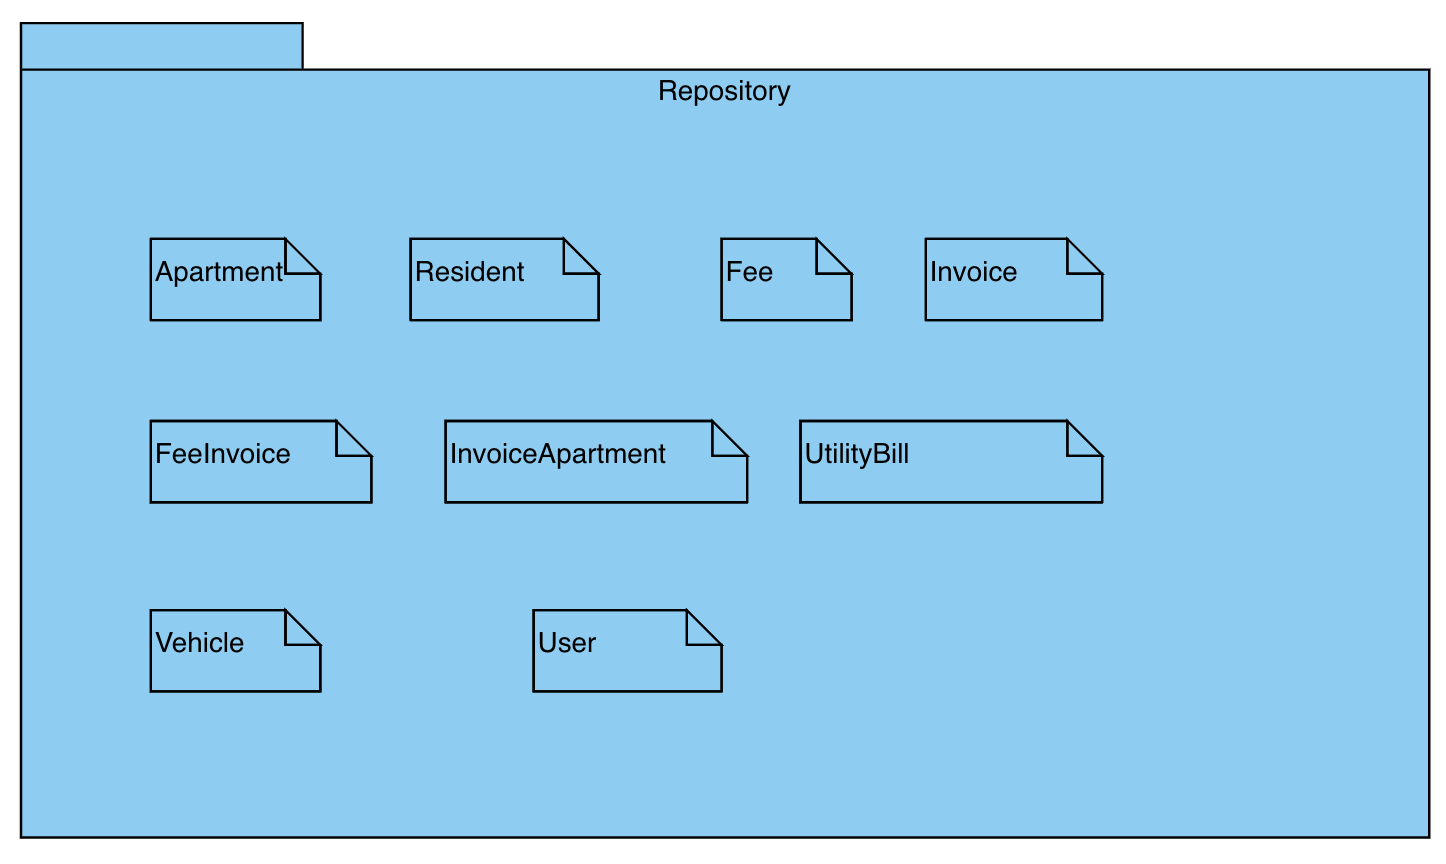 Repository
Apartment
Resident
Fee
Invoice
FeeInvoice
InvoiceApartment
UtilityBill
Vehicle
User